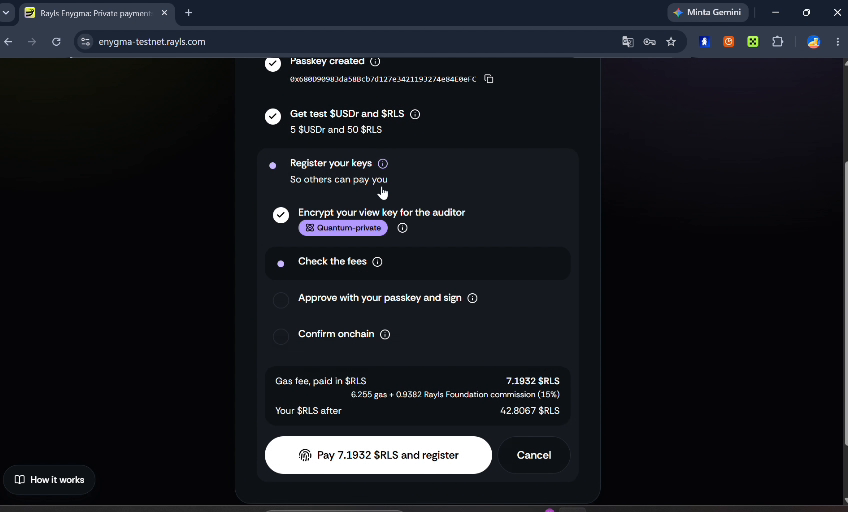 Rayls Enygma: Private payment
Minta Gemini
enygma-testnet.rayls.com
Passkey created
Get test $USDr and $RLS
5 $USDr and 50 $RLS
Register your keys
So others can pay you
Encrypt your view key for the auditor
Quantum-private
Check the fees
Approve with your passkey and sign
Confirm onchain
Gas fee, paid in $RLS 7.1932 $RLS
6.255 gas + 0.9382 Rayls Foundation commission (15%)
Your $RLS after 42.8067 $RLS
Pay 7.1932 $RLS and register
Cancel
How it works